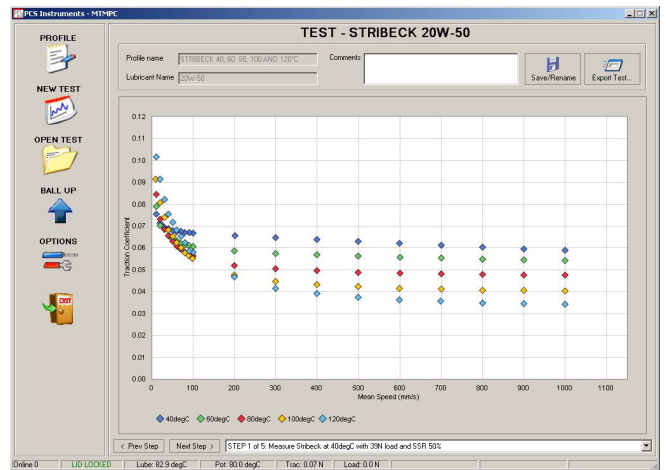 PCS Instruments - MTMPC
PROFILE
NEW TEST
OPEN TEST
BALL UP
OPTIONS
EXIT
TEST - STRIBECK 20W-50
Profile name STRIBECK 40, 60. 80, 100 AND 120°C Comments
Lubricant Name 20W-50
Save/Rename Export Test...
0.12
0.11
0.10
0.09
0.08
0.07
0.06
0.05
0.04
0.03
0.02
0.01
0.00
Traction Coefficient
0 100 200 300 400 500 600 700 800 900 1000 1100
Mean Speed (mm/s)
40degC 60degC 80degC 100degC 120degC
< Prev Step Next Step > STEP 1 of 5: Measure Stribeck at 40degC with 39N load and SSR 50%
Online 0 LID LOCKED Lube: 82.9 degC Pot: 80.0 degC Trac: 0.07 N Load: 0.0 N